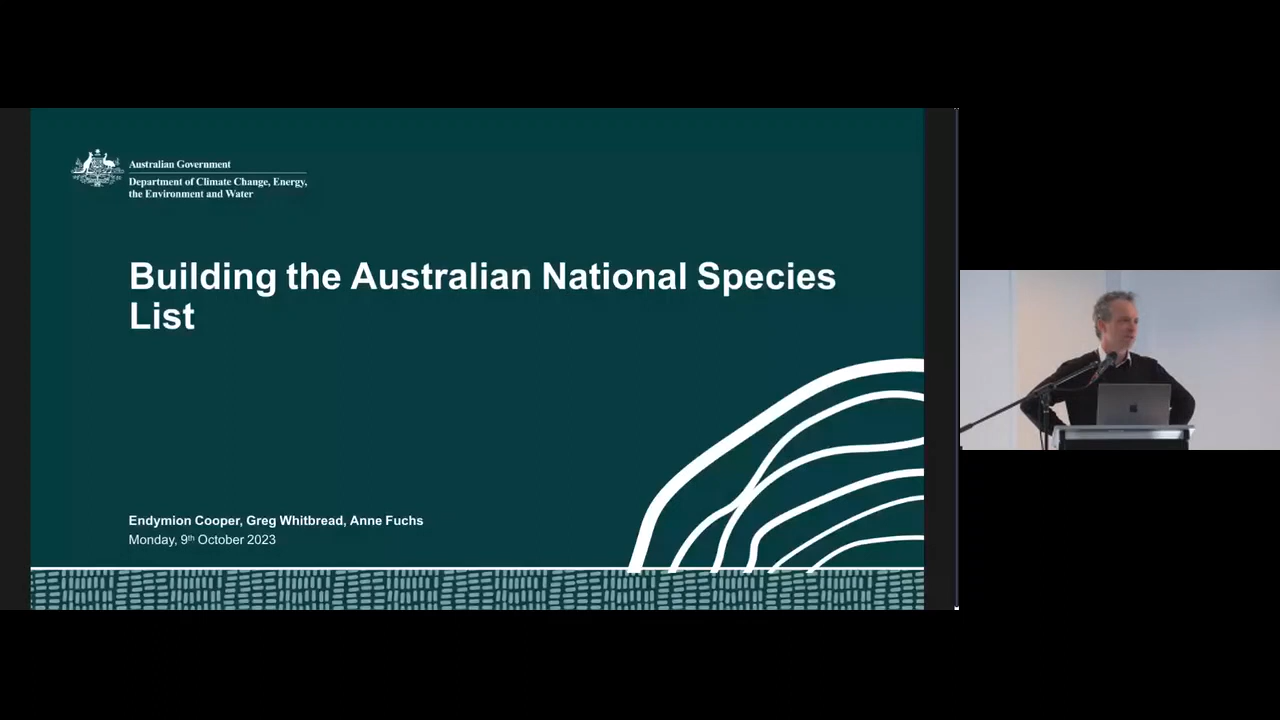 Australian Government
Department of Climate Change, Energy,
the Environment and Water
Building the Australian National Species
List
Endymion Cooper, Greg Whitbread, Anne Fuchs
Monday, 9th October 2023